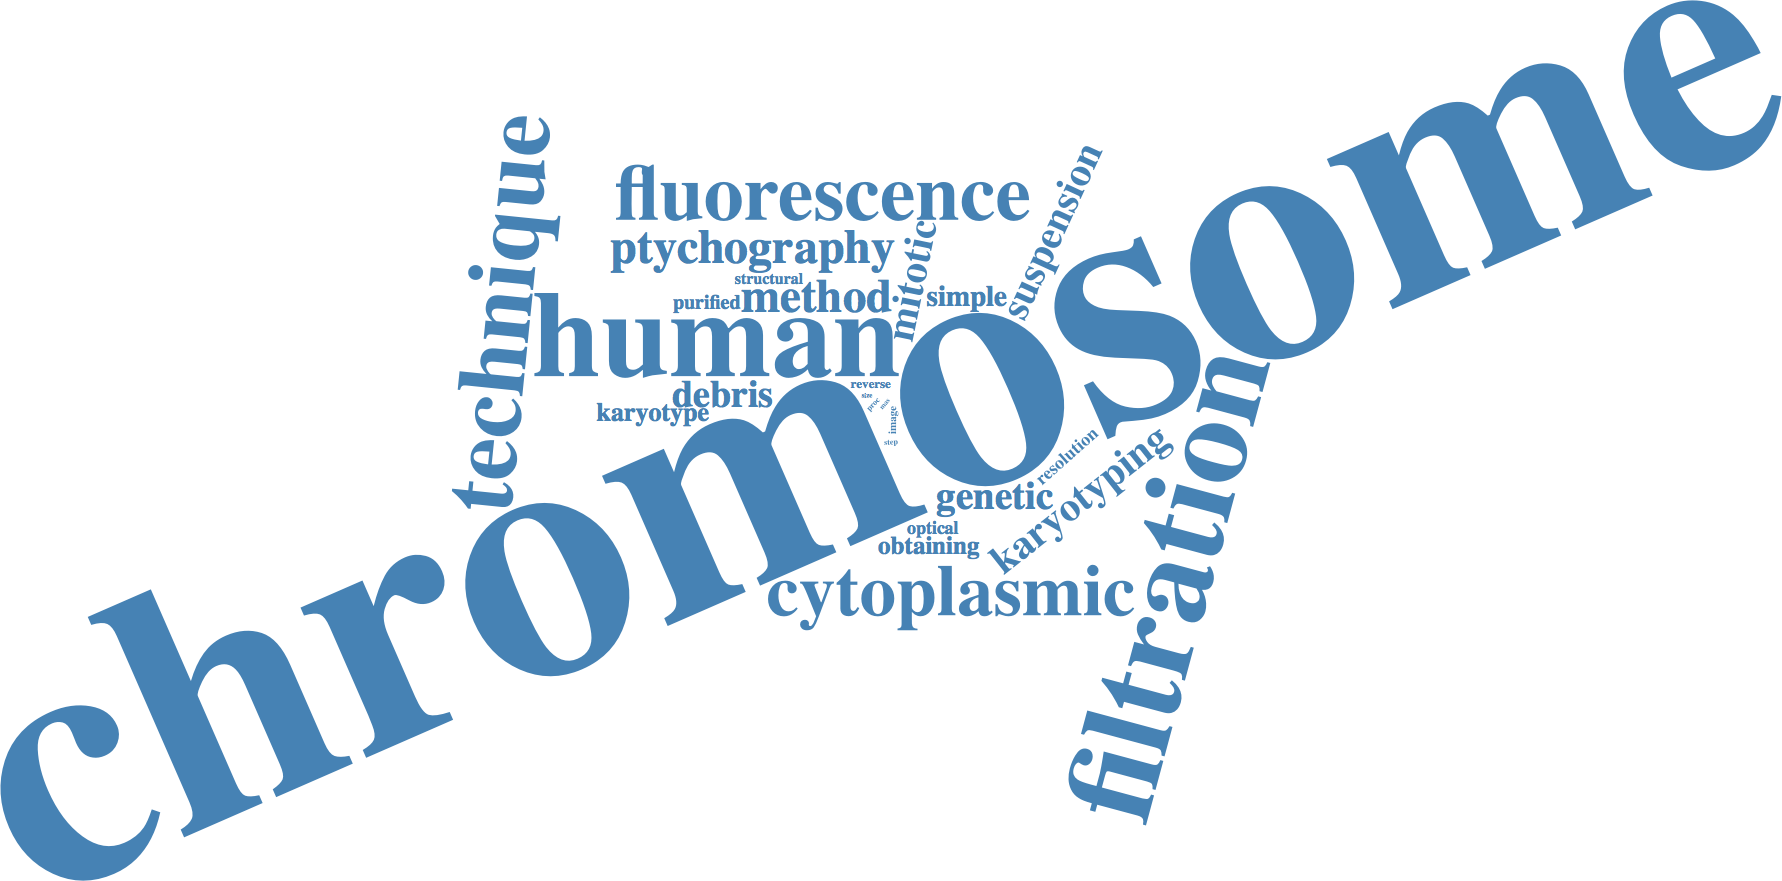 chromosome
technique
fluorescence
suspension
ptychography
mitotic
structural
purified
method
simple
human
debris
reverse
size
karyotype
image
step
filtration
resolution
karyotyping
genetic
optical
obtaining
cytoplasmic